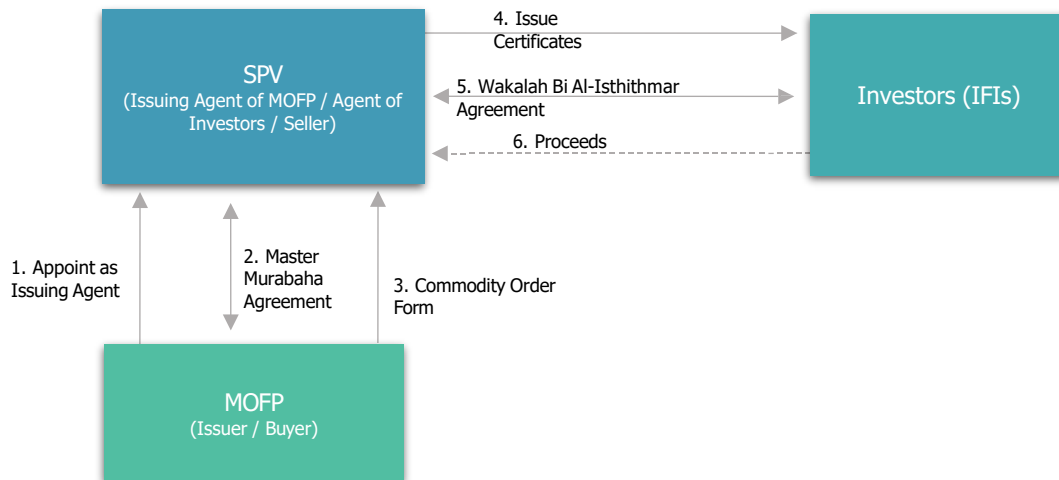 4. Issue
Certificates
SPV
(Issuing Agent of MOFP / Agent of
Investors / Seller)
5. Wakalah Bi Al-Isthithmar
Agreement
Investors (IFIs)
6. Proceeds
1. Appoint as
Issuing Agent
2. Master
Murabaha
Agreement
3. Commodity Order
Form
MOFP
(Issuer / Buyer)